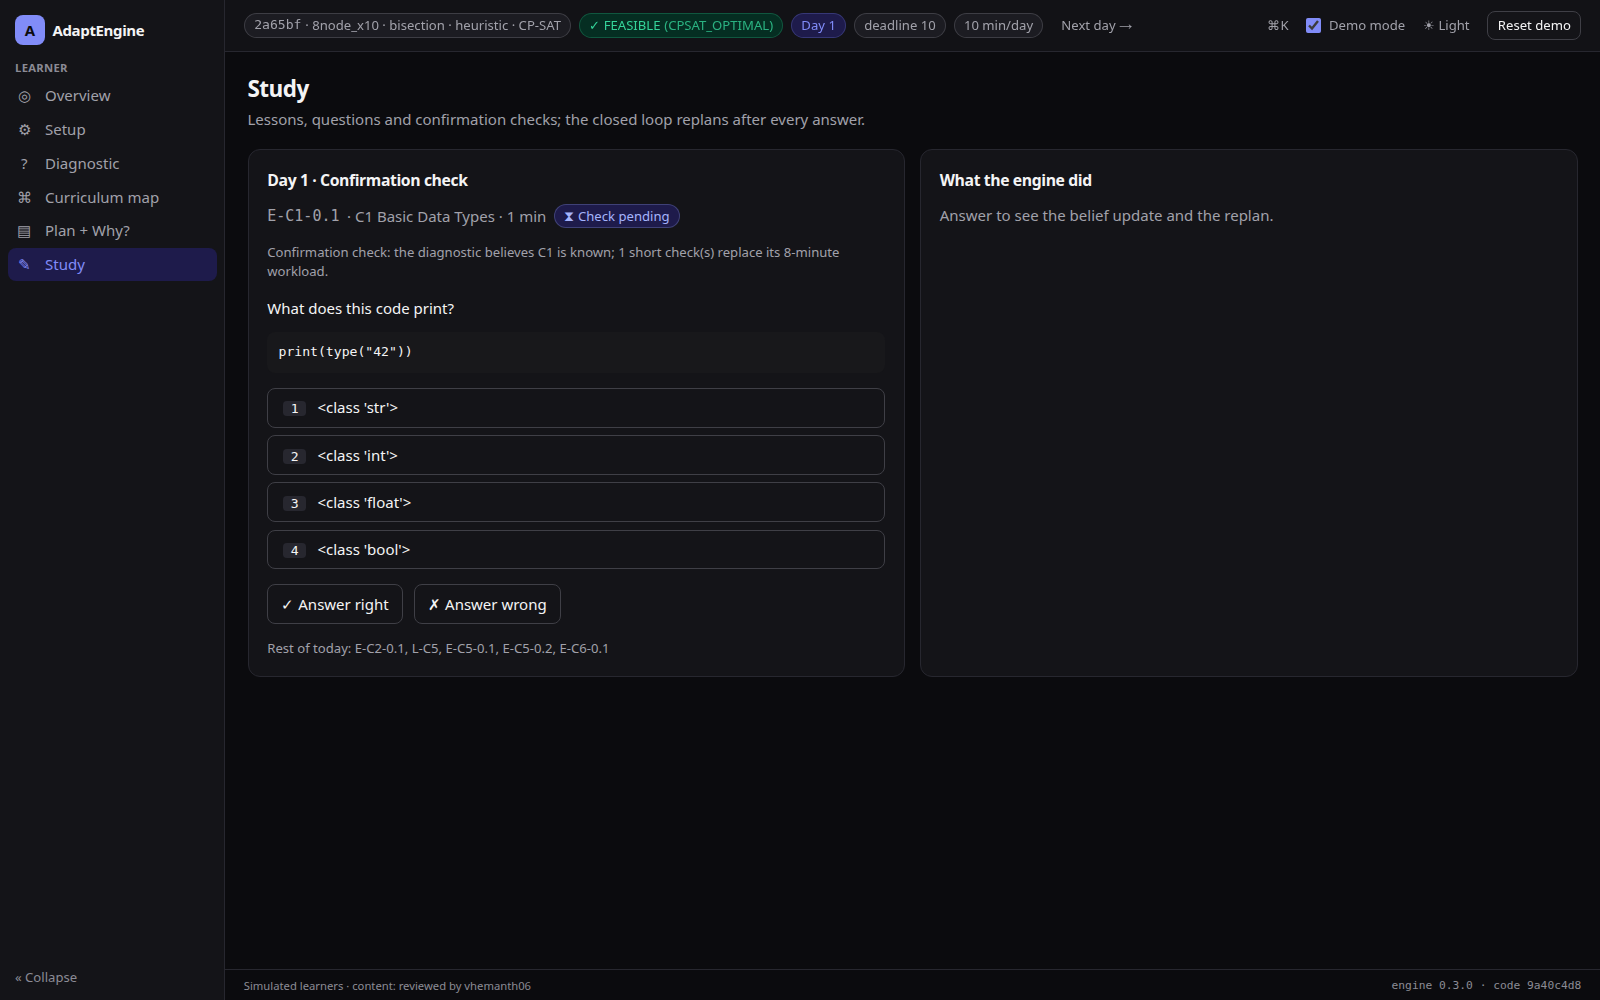 A AdaptEngine
LEARNER
◎ Overview
⚙ Setup
? Diagnostic
⌘ Curriculum map
▤ Plan + Why?
✎ Study
« Collapse
2a65bf · 8node_x10 · bisection · heuristic · CP-SAT
✓ FEASIBLE (CPSAT_OPTIMAL)
Day 1
deadline 10
10 min/day
Next day →
⌘K
Demo mode
☀ Light
Reset demo
Study
Lessons, questions and confirmation checks; the closed loop replans after every answer.
Day 1 · Confirmation check
E-C1-0.1 · C1 Basic Data Types · 1 min ⧗ Check pending
Confirmation check: the diagnostic believes C1 is known; 1 short check(s) replace its 8-minute
workload.
What does this code print?
print(type("42"))
1 <class 'str'>
2 <class 'int'>
3 <class 'float'>
4 <class 'bool'>
✓ Answer right
✗ Answer wrong
Rest of today: E-C2-0.1, L-C5, E-C5-0.1, E-C5-0.2, E-C6-0.1
What the engine did
Answer to see the belief update and the replan.
Simulated learners · content: reviewed by vhemanth06
engine 0.3.0 · code 9a40c4d8